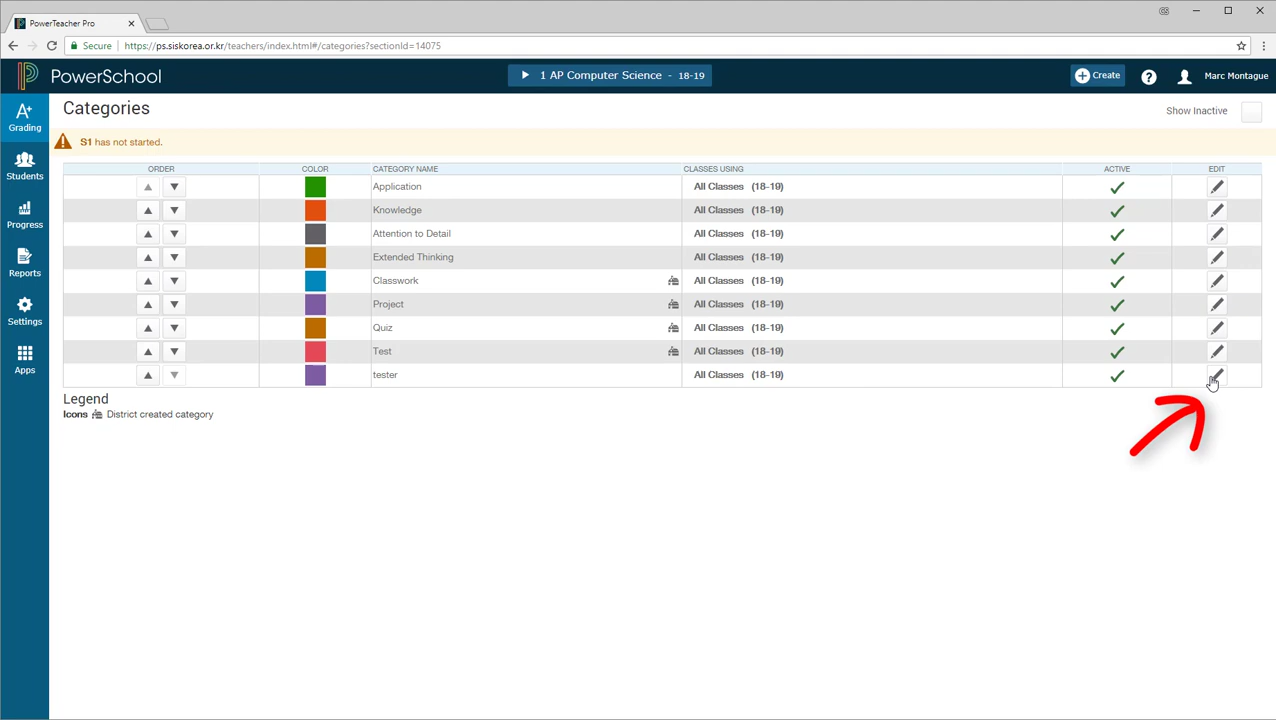 PowerTeacher Pro
Secure https://ps.siskorea.or.kr/teachers/index.html#/categories?sectionId=14075
PowerSchool
1 AP Computer Science - 18-19
Create
Marc Montague
Grading
Students
Progress
Reports
Settings
Apps
Categories
Show Inactive
S1 has not started.
ORDER COLOR CATEGORY NAME CLASSES USING ACTIVE EDIT
Application All Classes (18-19)
Knowledge All Classes (18-19)
Attention to Detail All Classes (18-19)
Extended Thinking All Classes (18-19)
Classwork All Classes (18-19)
Project All Classes (18-19)
Quiz All Classes (18-19)
Test All Classes (18-19)
tester All Classes (18-19)
Legend
Icons District created category